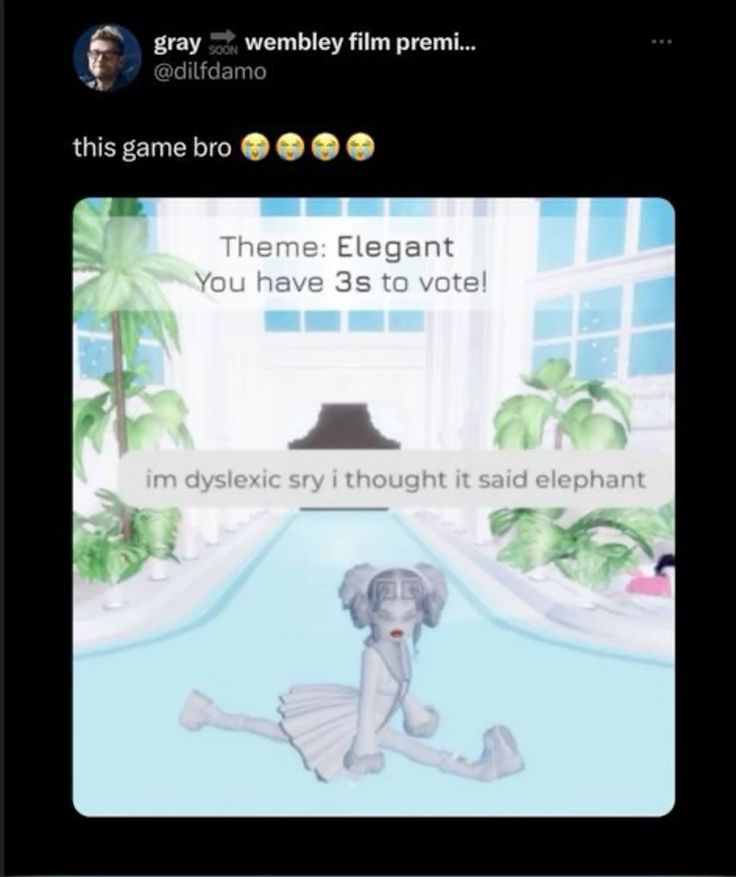 gray 🔜 wembley film premi...
@dilfdamo
this game bro 😭😭😭😭
Theme: Elegant
You have 3s to vote!
im dyslexic sry i thought it said elephant